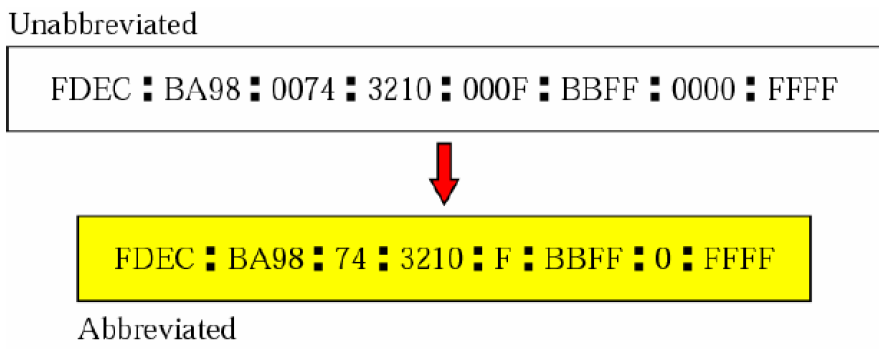 Unabbreviated
FDEC : BA98 : 0074 : 3210 : 000F : BBFF : 0000 : FFFF
FDEC : BA98 : 74 : 3210 : F : BBFF : 0 : FFFF
Abbreviated